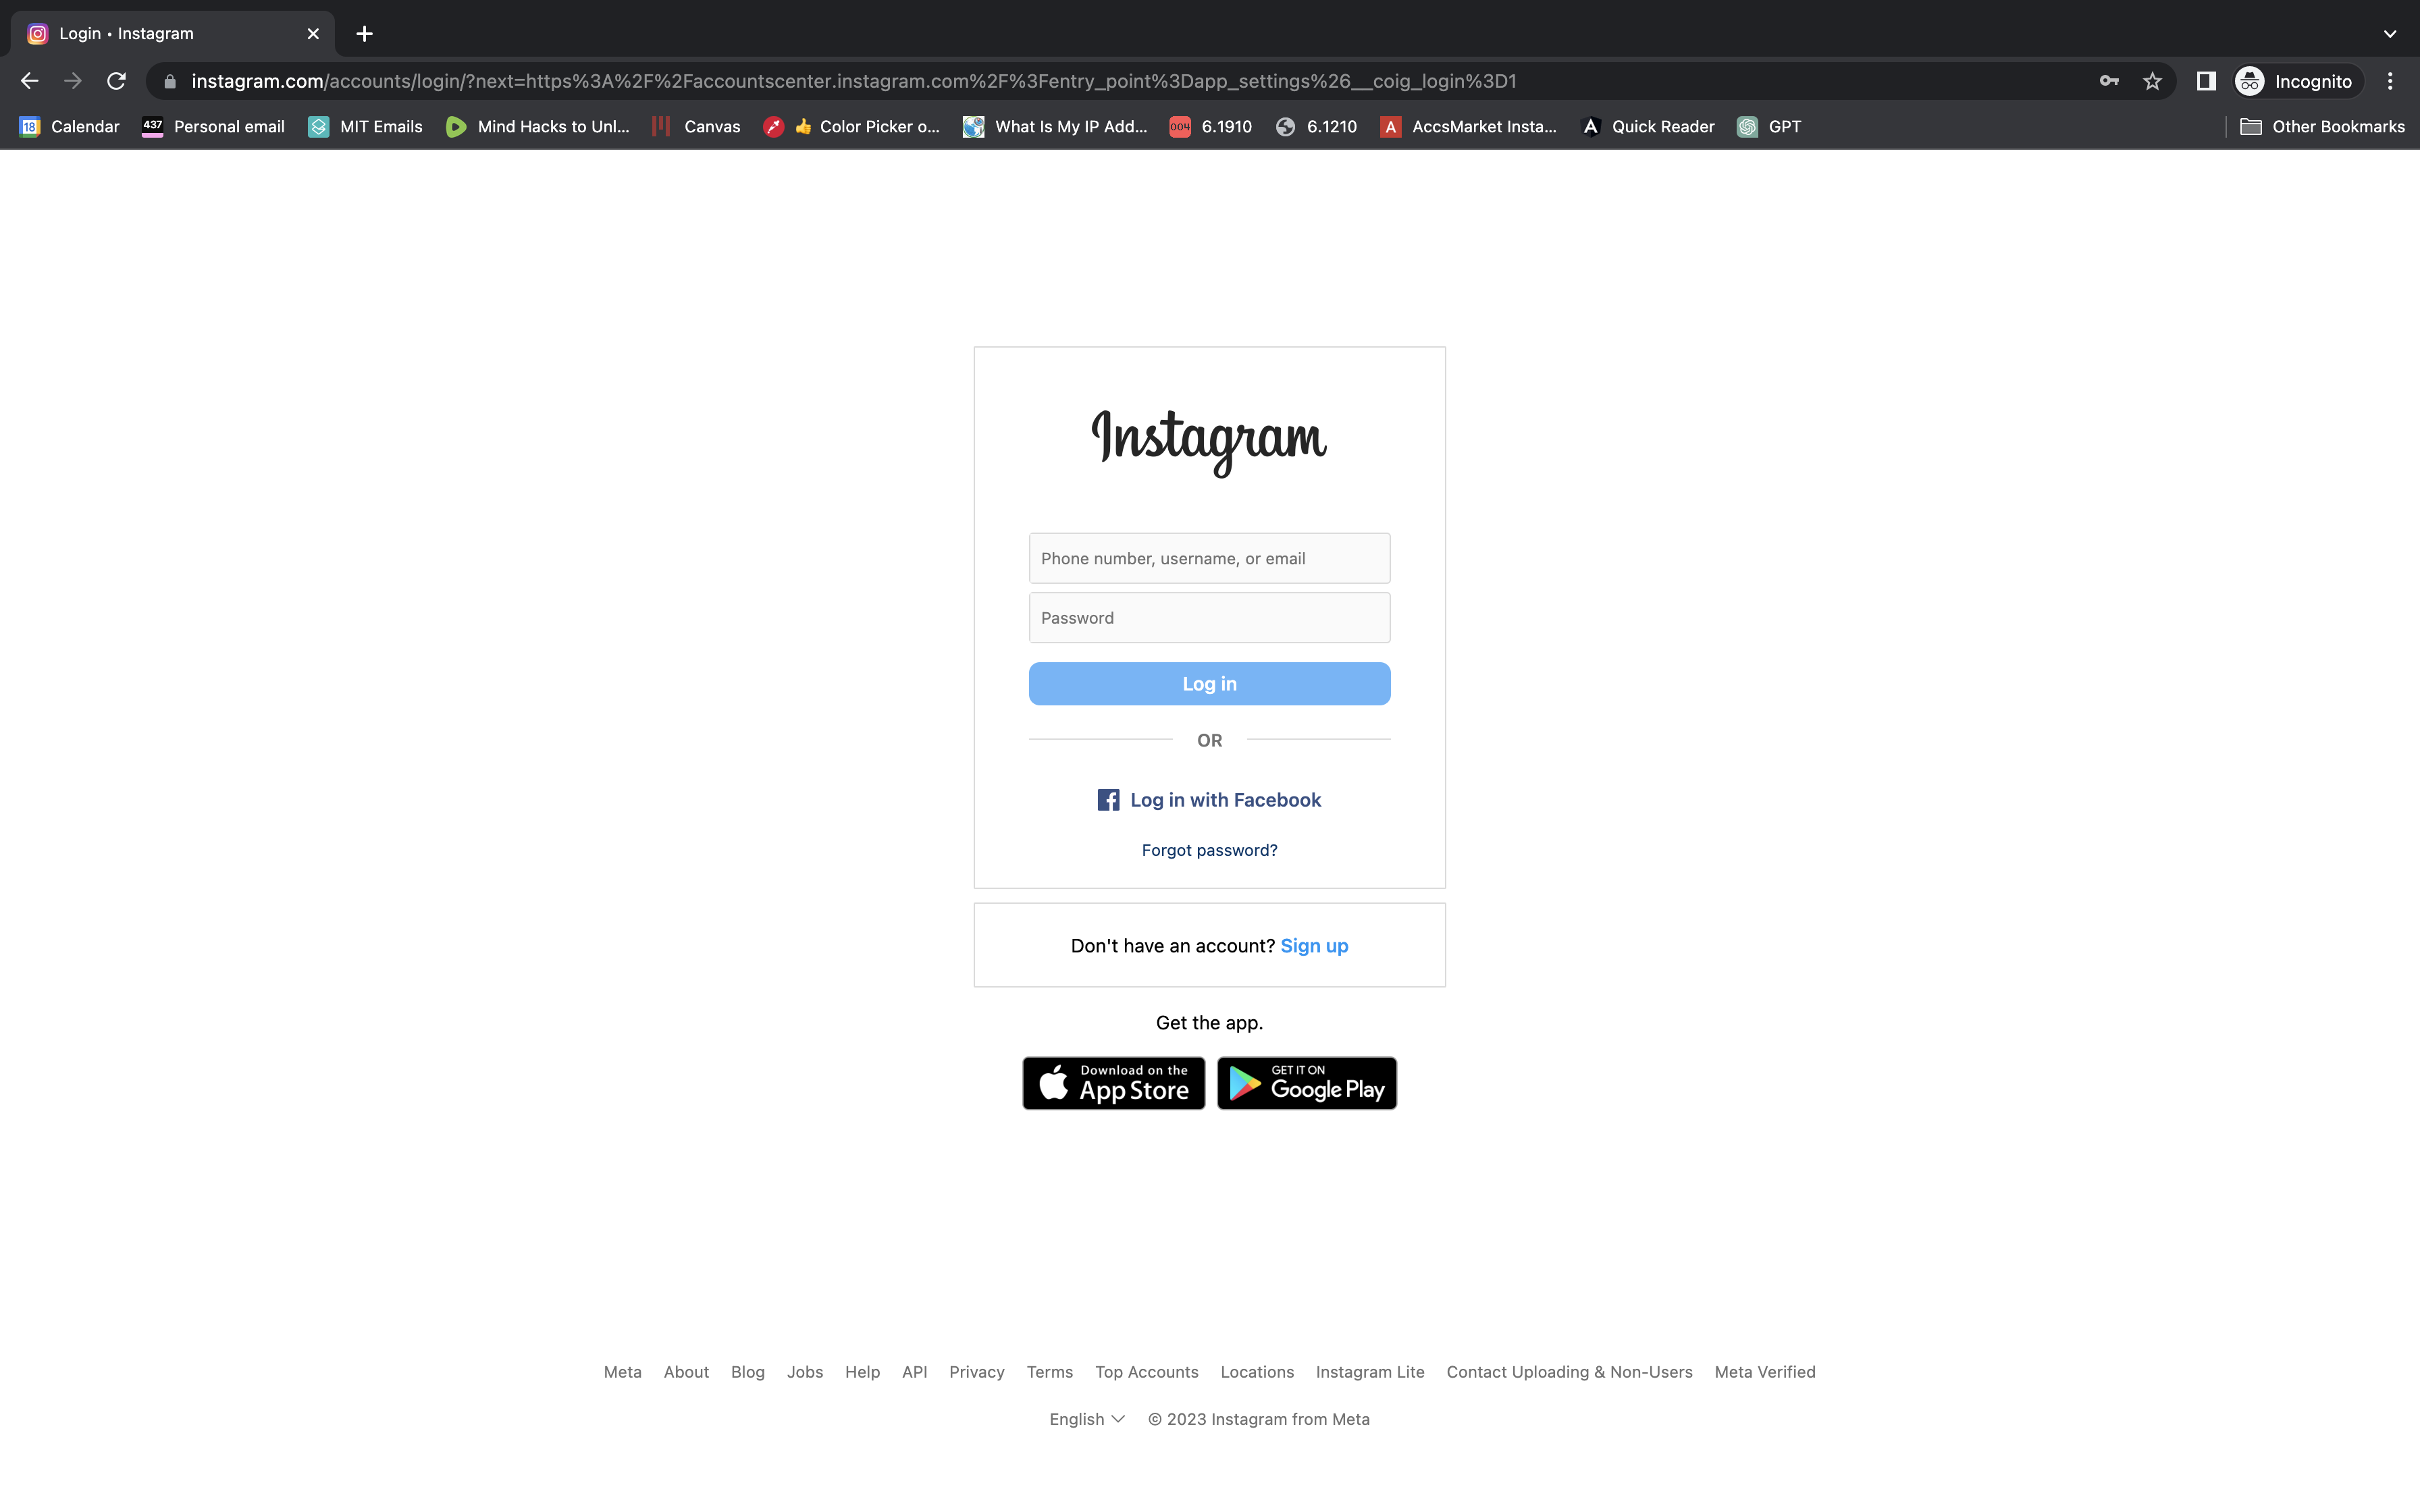 Login • Instagram
instagram.com/accounts/login/?next=https%3A%2F%2Faccountscenter.instagram.com%2F%3Fentry_point%3Dapp_settings%26__coig_login%3D1
Incognito
18 Calendar 437 Personal email MIT Emails Mind Hacks to Unl... Canvas 👍 Color Picker o... What Is My IP Add... 004 6.1910 6.1210 A AccsMarket Insta... Quick Reader GPT Other Bookmarks
Instagram
Phone number, username, or email
Password
Log in
OR
Log in with Facebook
Forgot password?
Don't have an account? Sign up
Get the app.
Download on the App Store
GET IT ON Google Play
Meta About Blog Jobs Help API Privacy Terms Top Accounts Locations Instagram Lite Contact Uploading & Non-Users Meta Verified
English © 2023 Instagram from Meta